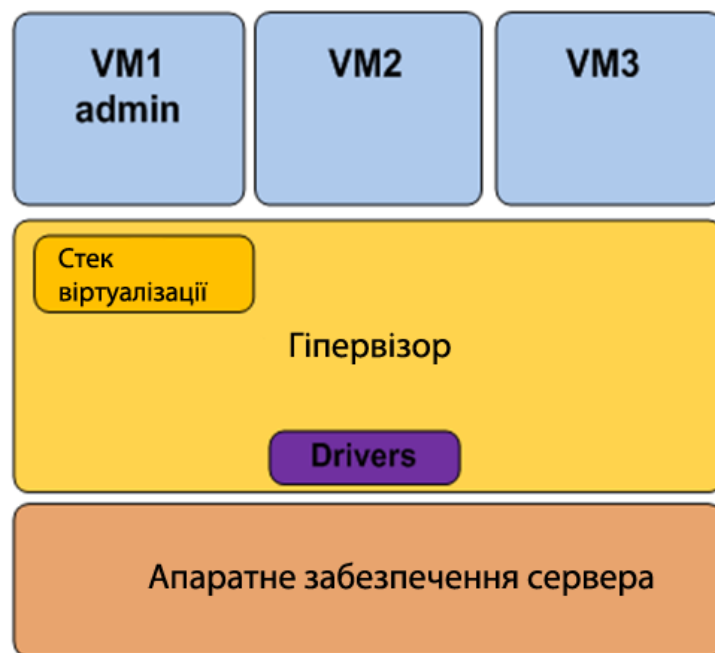 VM1
admin
VM2
VM3
Стек
віртуалізації
Гіпервізор
Drivers
Апаратне забезпечення сервера